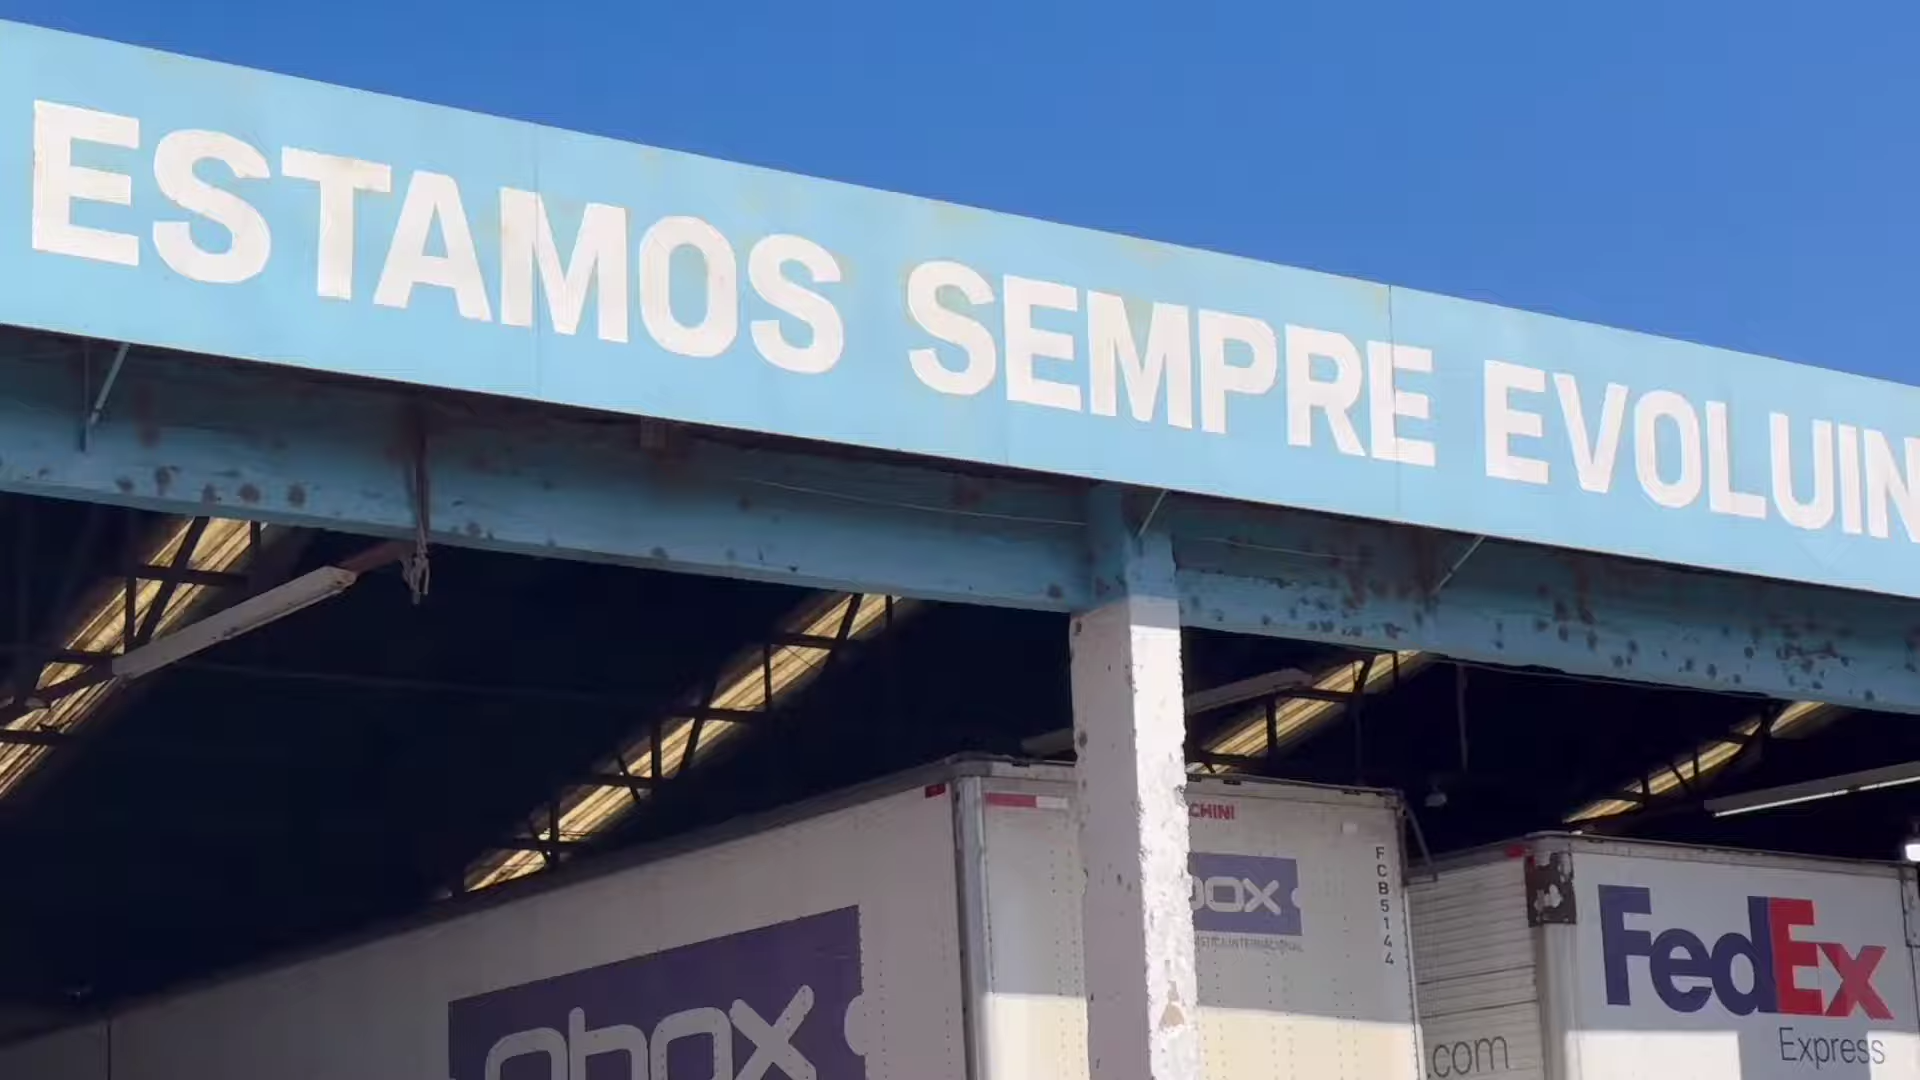 ESTAMOS SEMPRE EVOLUIN
CHINI
FCB5144
FedEx
Express
.com